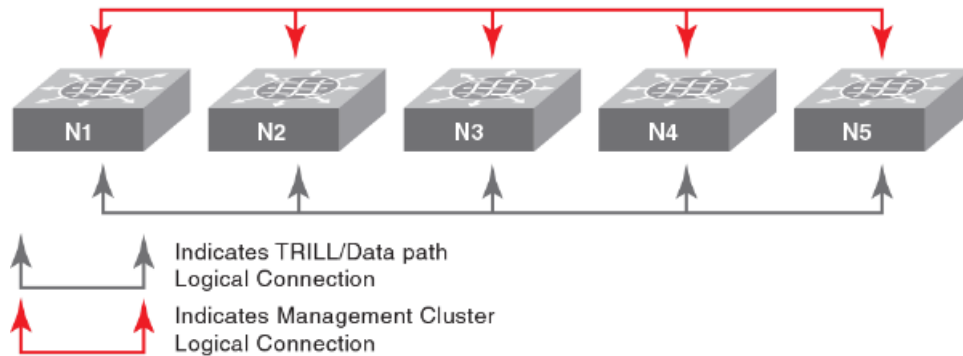 N1 N2 N3 N4 N5
Indicates TRILL/Data path
Logical Connection
Indicates Management Cluster
Logical Connection